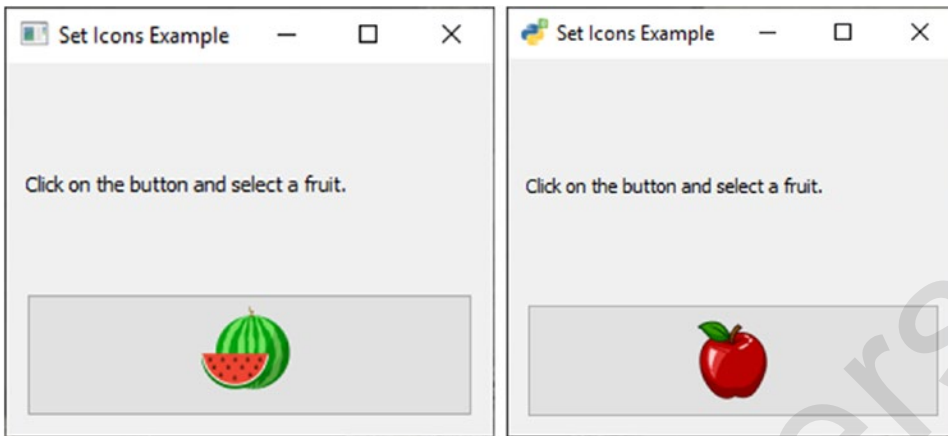 Set Icons Example
Click on the button and select a fruit.
Set Icons Example
Click on the button and select a fruit.